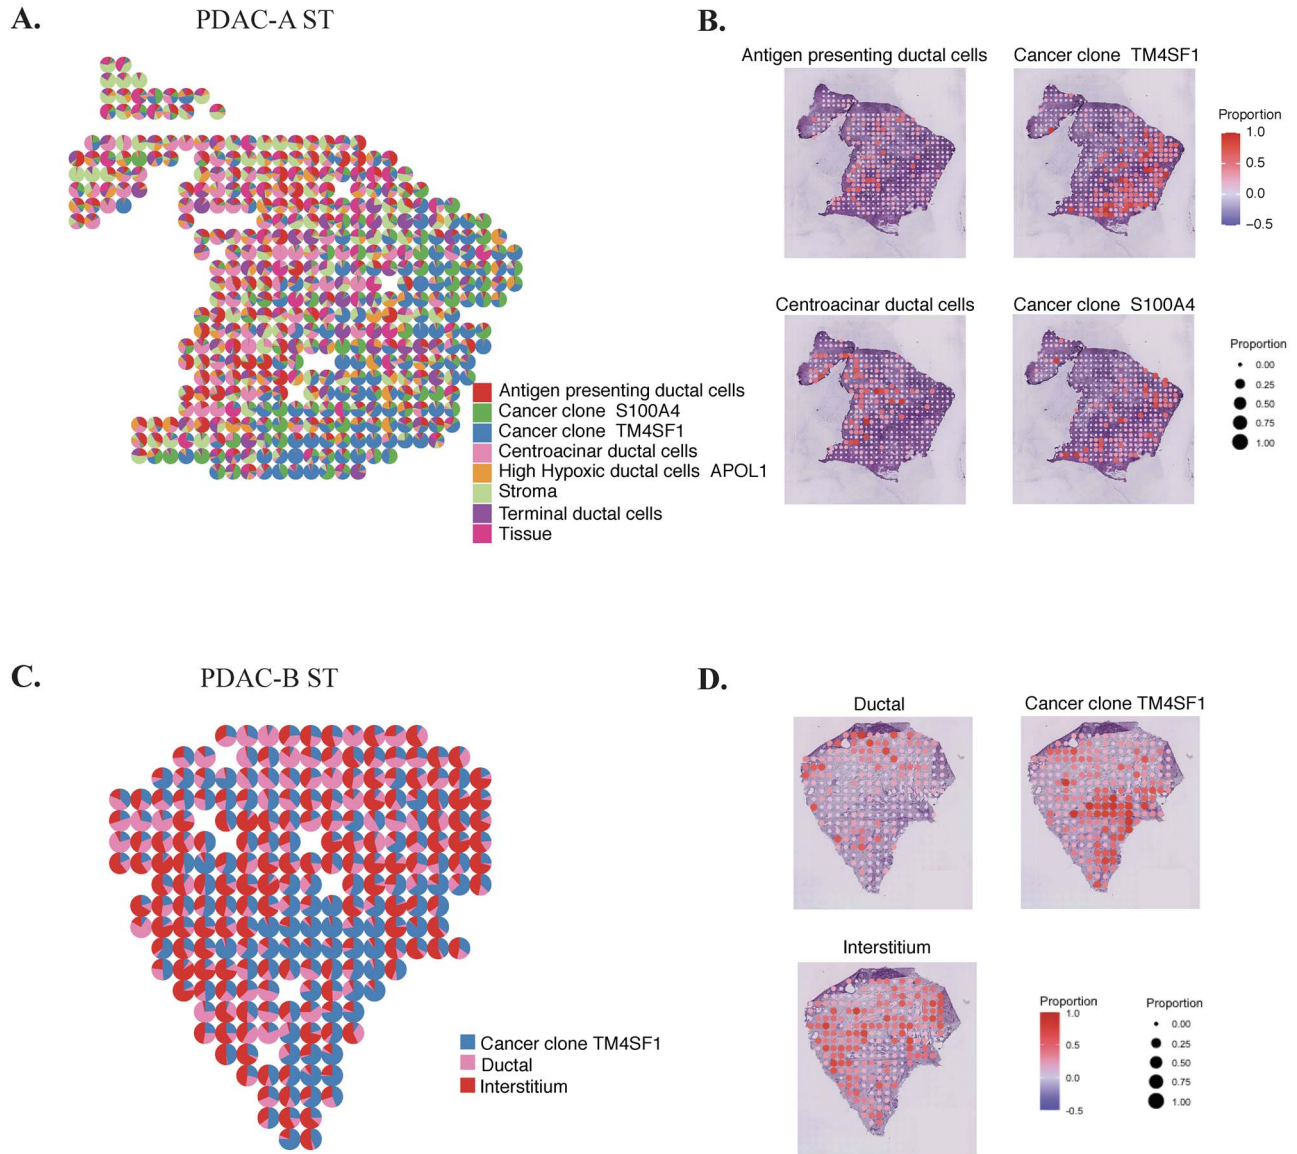 A.
PDAC-A ST
Antigen presenting ductal cells
Cancer clone S100A4
Cancer clone TM4SF1
Centroacinar ductal cells
High Hypoxic ductal cells APOL1
Stroma
Terminal ductal cells
Tissue
B.
Antigen presenting ductal cells
Cancer clone TM4SF1
Proportion
1.0
0.5
0.0
−0.5
Centroacinar ductal cells
Cancer clone S100A4
Proportion
0.00
0.25
0.50
0.75
1.00
C.
PDAC-B ST
Cancer clone TM4SF1
Ductal
Interstitium
D.
Ductal
Cancer clone TM4SF1
Interstitium
Proportion
1.0
0.5
0.0
-0.5
Proportion
0.00
0.25
0.50
0.75
1.00